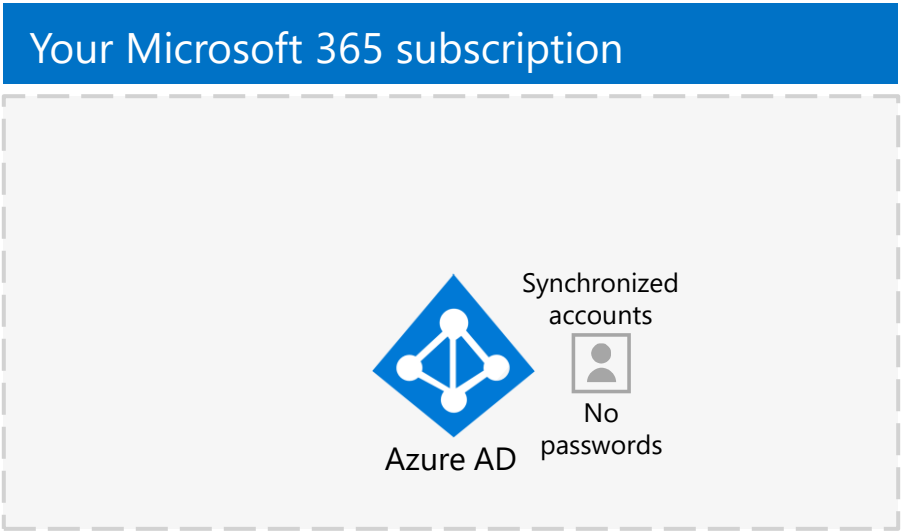 Your Microsoft 365 subscription
Synchronized
accounts
No
passwords
Azure AD